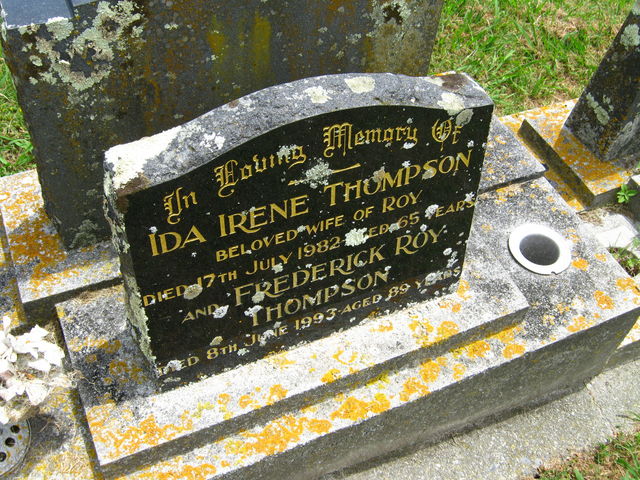 In Loving Memory Of
IDA IRENE THOMPSON
BELOVED WIFE OF ROY
DIED 17TH JULY 1982 AGED 65 YEARS
AND FREDERICK ROY
THOMPSON
DIED 8TH JUNE 1993 AGED 89 YEARS